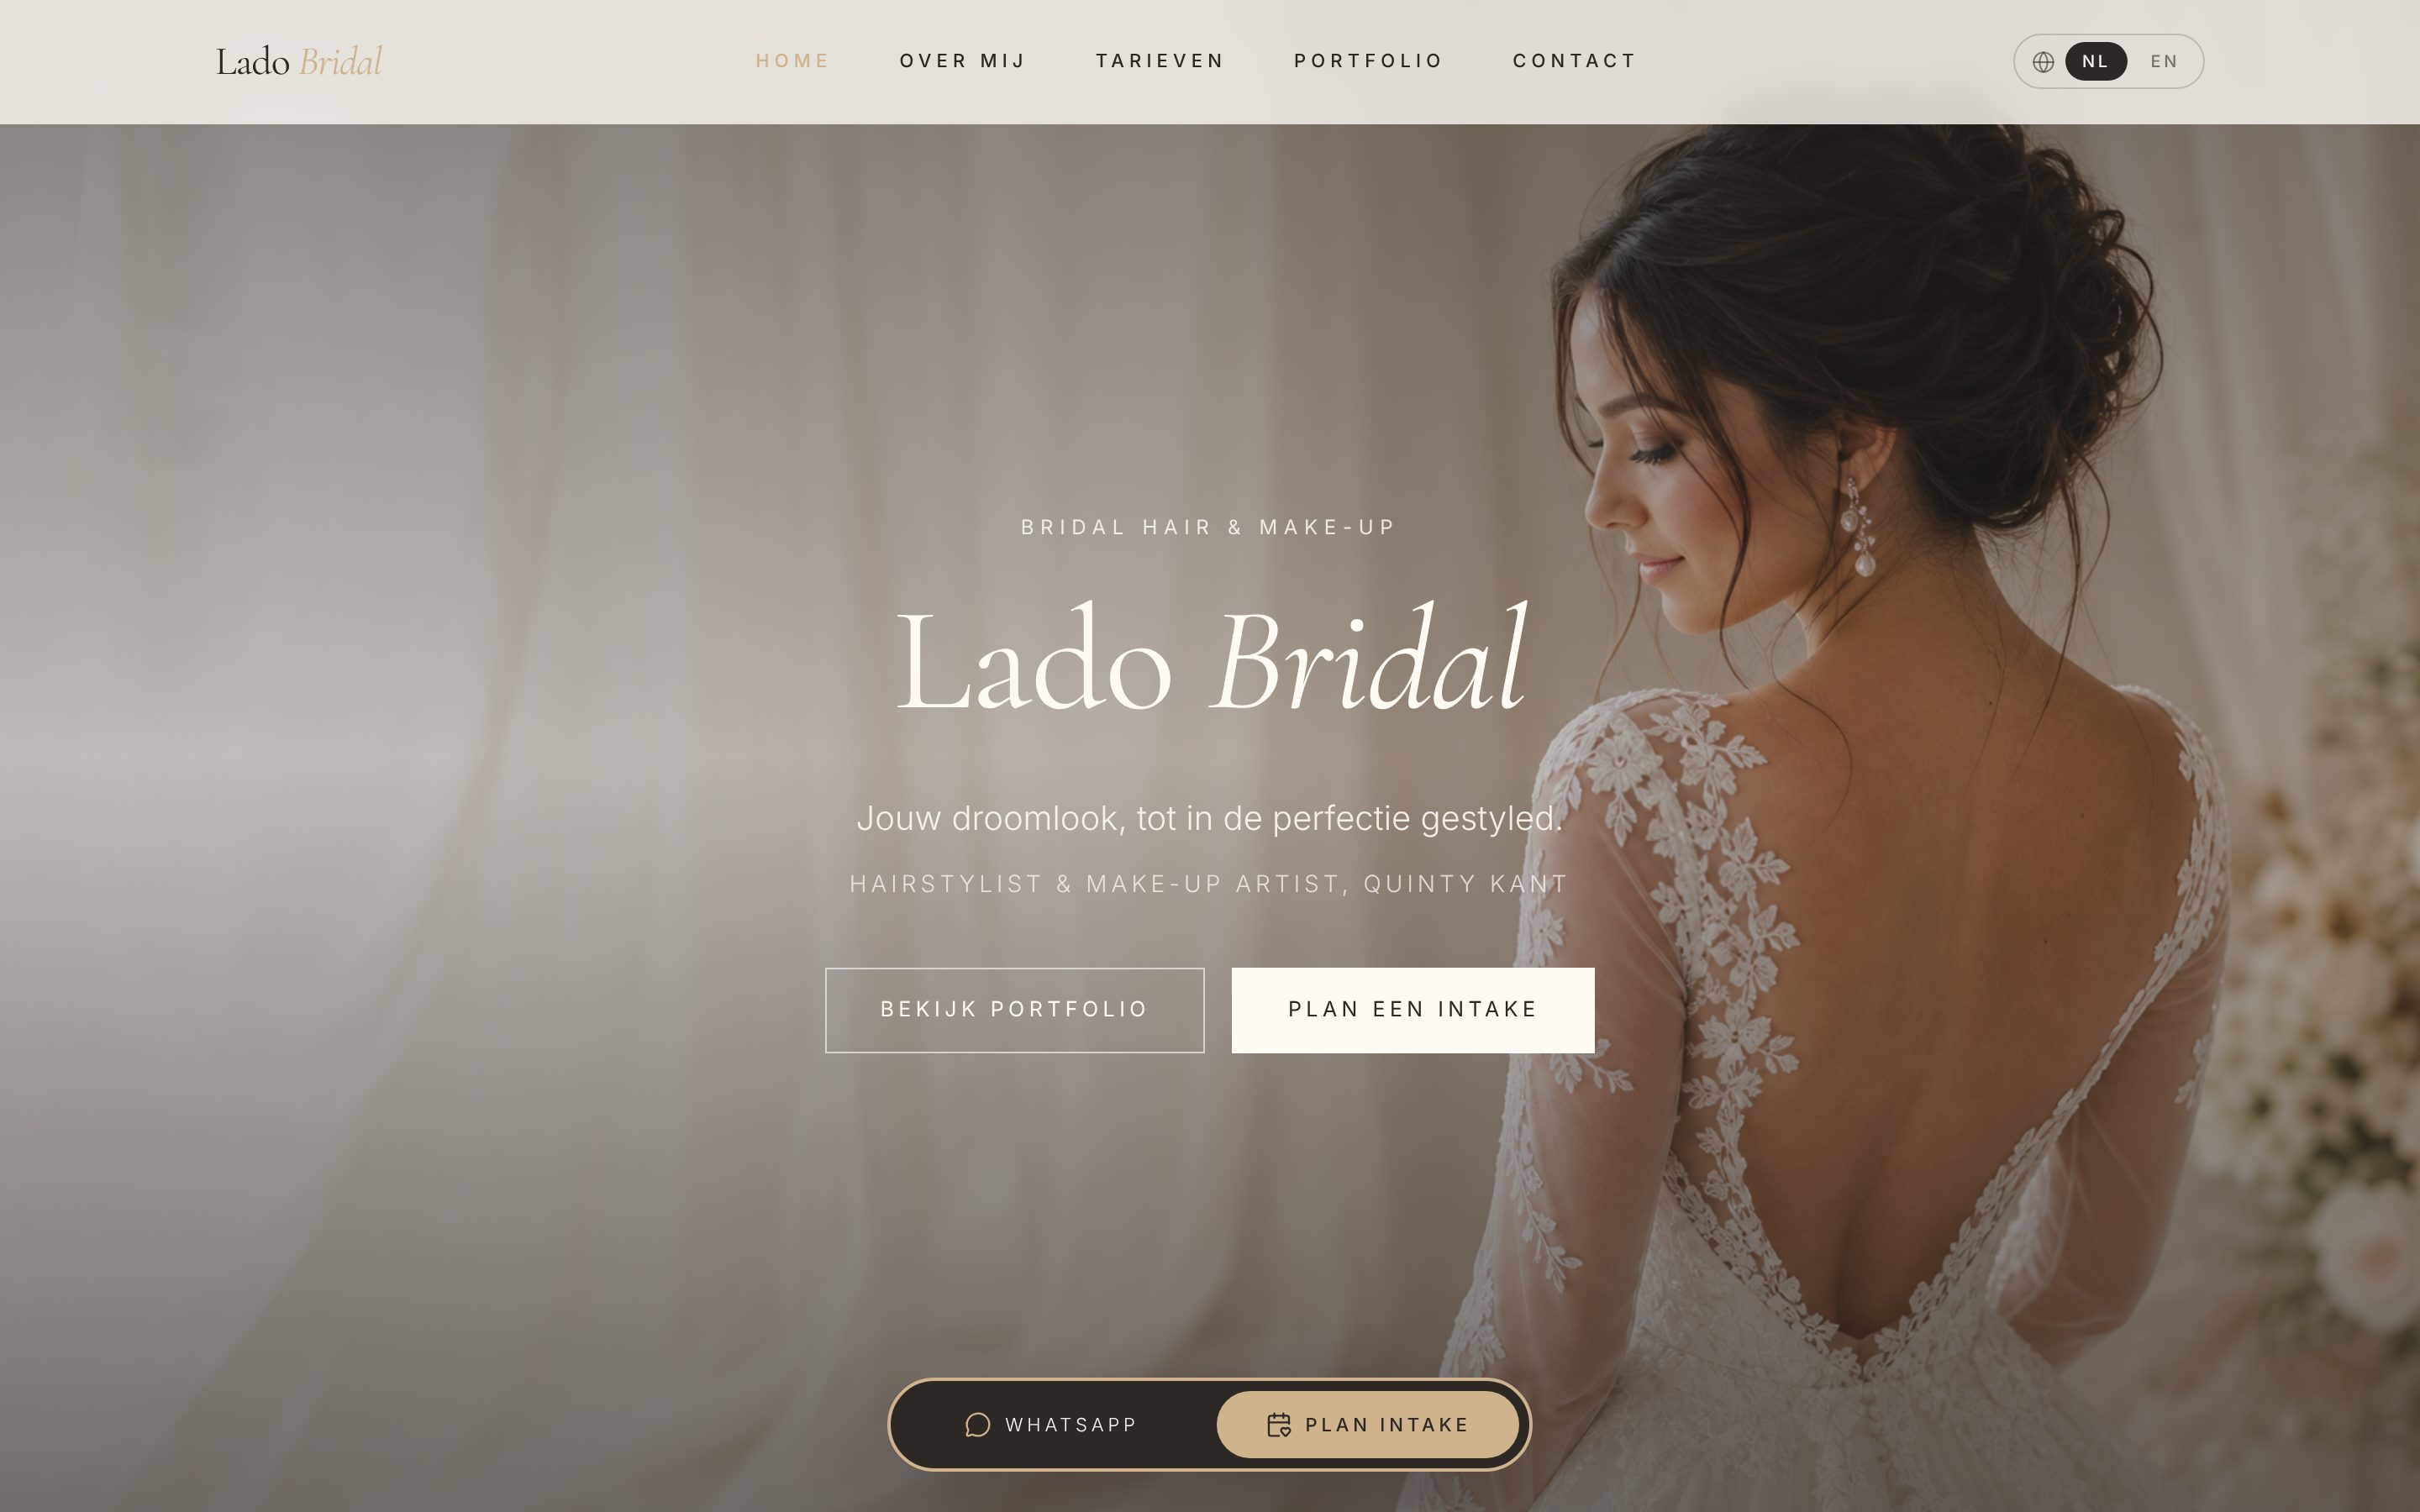 Lado Bridal
HOME
OVER MIJ
TARIEVEN
PORTFOLIO
CONTACT
NL
EN
BRIDAL HAIR & MAKE-UP
Lado Bridal
Jouw droomlook, tot in de perfectie gestyled.
HAIRSTYLIST & MAKE-UP ARTIST, QUINTY KANT
BEKIJK PORTFOLIO
PLAN EEN INTAKE
WHATSAPP
PLAN INTAKE